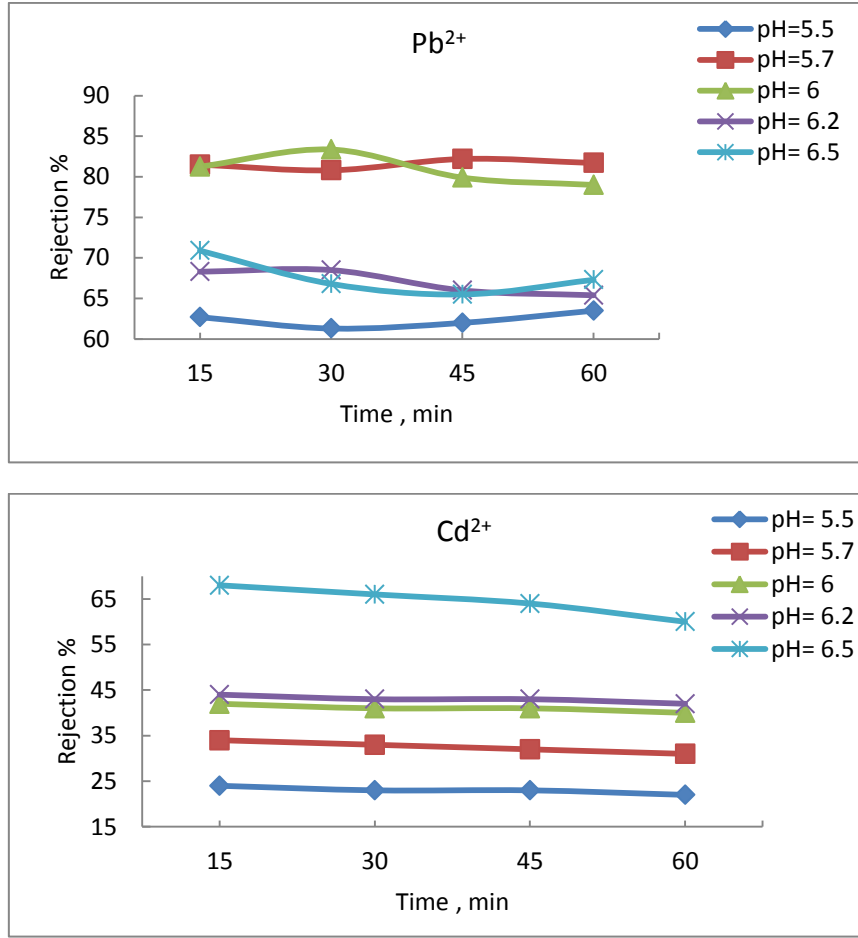 Pb²⁺
pH=5.5
pH=5.7
pH= 6
pH= 6.2
pH= 6.5
Rejection %
90
85
80
75
70
65
60
15 30 45 60
Time , min
Cd²⁺
pH= 5.5
pH= 5.7
pH= 6
pH= 6.2
pH= 6.5
Rejection %
65
55
45
35
25
15
15 30 45 60
Time , min